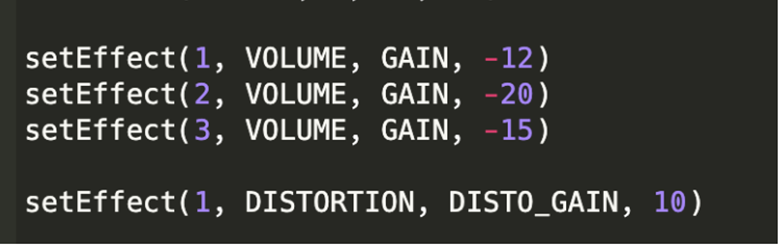 setEffect(1, VOLUME, GAIN, -12)
setEffect(2, VOLUME, GAIN, -20)
setEffect(3, VOLUME, GAIN, -15)
setEffect(1, DISTORTION, DISTO_GAIN, 10)